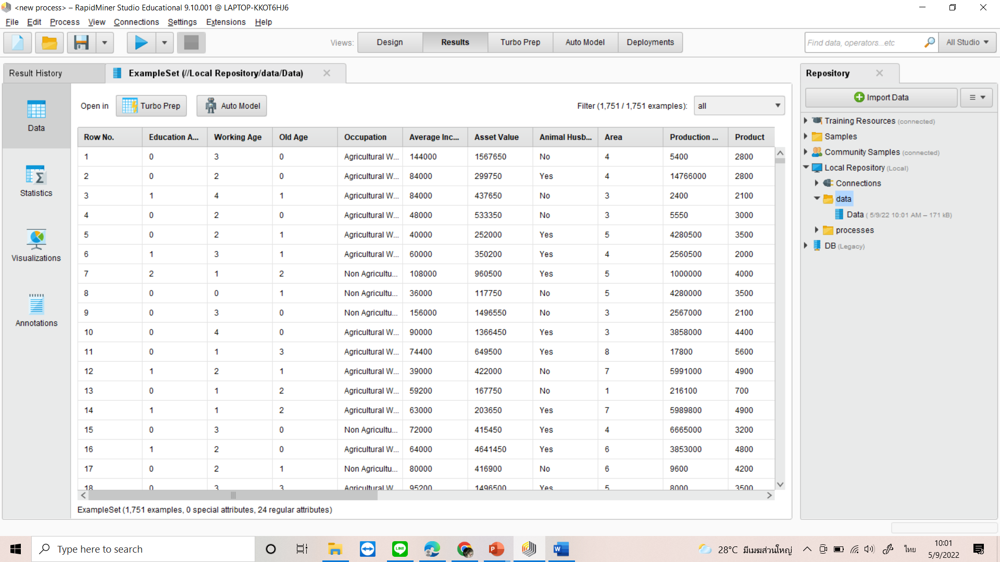 <new process> – RapidMiner Studio Educational 9.10.001 @ LAPTOP-KKOT6HJ6
File Edit Process View Connections Settings Extensions Help
Views: Design Results Turbo Prep Auto Model Deployments
Find data, operators...etc All Studio
Result History ExampleSet (//Local Repository/data/Data)
Repository
Open in Turbo Prep Auto Model Filter (1,751 / 1,751 examples): all
Import Data
Data
Statistics
Visualizations
Annotations
Row No. Education A... Working Age Old Age Occupation Average Inc... Asset Value Animal Husb... Area Production ... Product
1 0 3 0 Agricultural W... 144000 1567650 No 4 5400 2800
2 0 2 0 Agricultural W... 84000 299750 Yes 4 14766000 2800
3 1 4 1 Agricultural W... 84000 437650 No 3 2400 2100
4 0 2 0 Agricultural W... 48000 533350 No 3 5550 3000
5 0 2 1 Agricultural W... 40000 252000 Yes 5 4280500 3500
6 1 3 1 Agricultural W... 60000 350200 Yes 4 2560500 2000
7 2 1 2 Non Agricultu... 108000 960500 Yes 5 1000000 4000
8 0 0 1 Non Agricultu... 36000 117750 No 5 4280000 3500
9 0 3 0 Non Agricultu... 156000 1496550 No 3 2567000 2100
10 0 4 0 Agricultural W... 90000 1366450 Yes 3 3858000 4400
11 0 1 3 Agricultural W... 74400 649500 Yes 8 17800 5600
12 1 2 1 Agricultural W... 39000 422000 No 7 5991000 4900
13 0 1 2 Agricultural W... 59200 167750 No 1 216100 700
14 1 1 2 Agricultural W... 63000 203650 Yes 7 5989800 4900
15 0 3 0 Non Agricultu... 72000 415450 Yes 4 6665000 3200
16 1 2 0 Agricultural W... 64000 4641450 Yes 6 3853000 4800
17 0 2 1 Non Agricultu... 80000 416900 No 6 9600 4200
18 0 3 3 Agricultural W... 95200 1496500 Yes 5 8000 3500
ExampleSet (1,751 examples, 0 special attributes, 24 regular attributes)
Training Resources (connected)
Samples
Community Samples (connected)
Local Repository (Local)
Connections
data
Data ( 5/9/22 10:01 AM – 171 kB)
processes
DB (Legacy)
Type here to search
LINE
P
W
28°C มีเมฆส่วนใหญ่
ไทย
10:01
5/9/2022